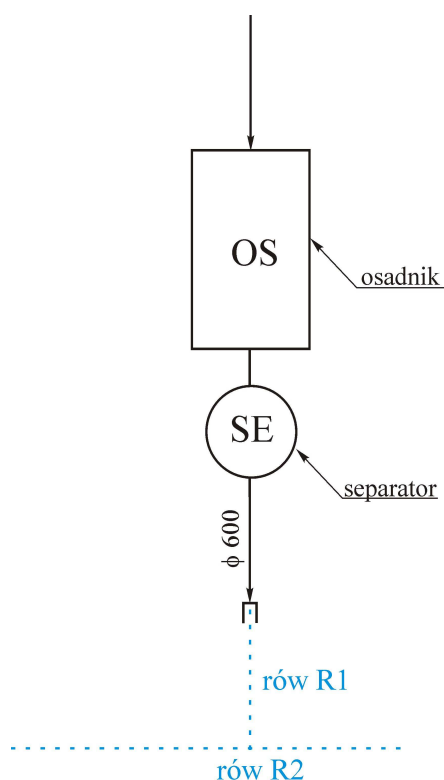 OS
osadnik
SE
separator
ϕ 600
rów R1
rów R2